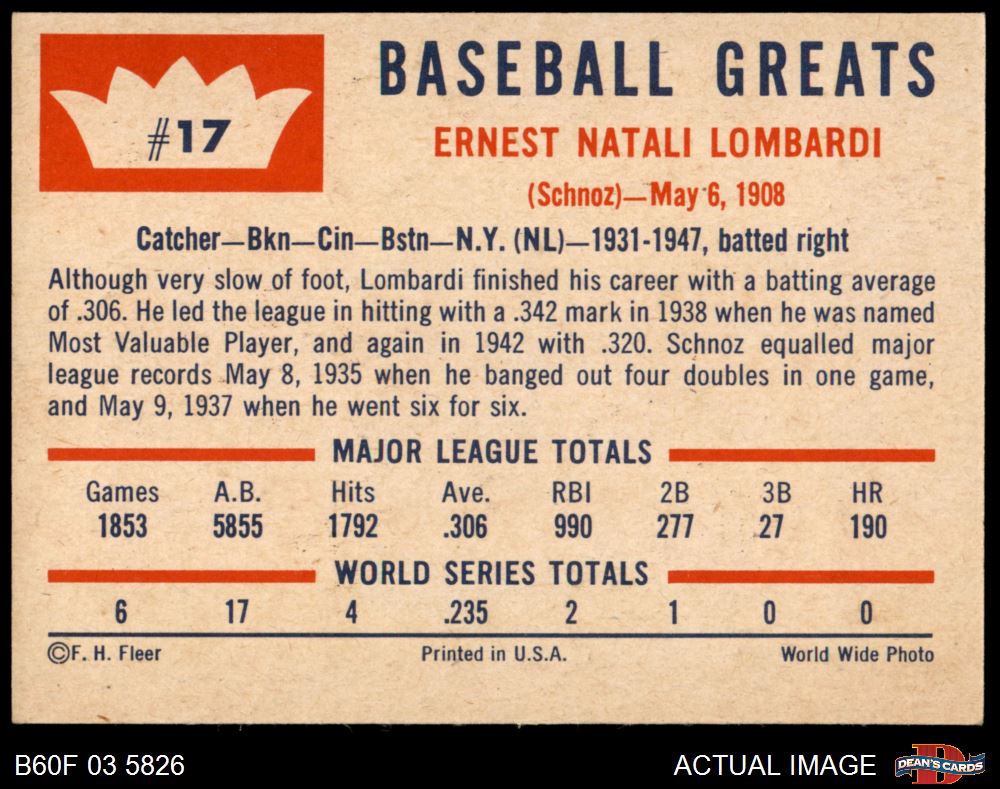 #17
BASEBALL GREATS
ERNEST NATALI LOMBARDI
(Schnoz)—May 6, 1908
Catcher—Bkn—Cin—Bstn—N.Y. (NL)—1931-1947, batted right
Although very slow of foot, Lombardi finished his career with a batting average
of .306. He led the league in hitting with a .342 mark in 1938 when he was named
Most Valuable Player, and again in 1942 with .320. Schnoz equalled major
league records May 8, 1935 when he banged out four doubles in one game,
and May 9, 1937 when he went six for six.
MAJOR LEAGUE TOTALS
Games A.B. Hits Ave. RBI 2B 3B HR
1853 5855 1792 .306 990 277 27 190
WORLD SERIES TOTALS
6 17 4 .235 2 1 0 0
©F. H. Fleer Printed in U.S.A. World Wide Photo
B60F 03 5826 ACTUAL IMAGE D DEAN'S CARDS